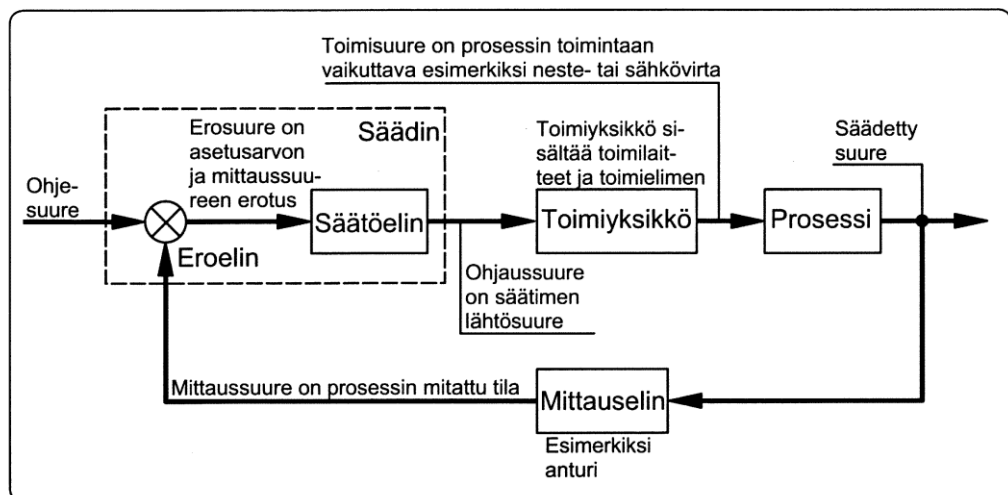 Toimisuure on prosessin toimintaan
vaikuttava esimerkiksi neste- tai sähkövirta
Erosuure on
asetusarvon
ja mittaussuu-
reen erotus
Säädin
Toimiyksikkö si-
sältää toimilait-
teet ja toimielimen
Säädetty
suure
Ohje-
suure
Säätöelin
Toimiyksikkö
Prosessi
Eroelin
Ohjaussuure
on säätimen
lähtösuure
Mittaussuure on prosessin mitattu tila
Mittauselin
Esimerkiksi
anturi